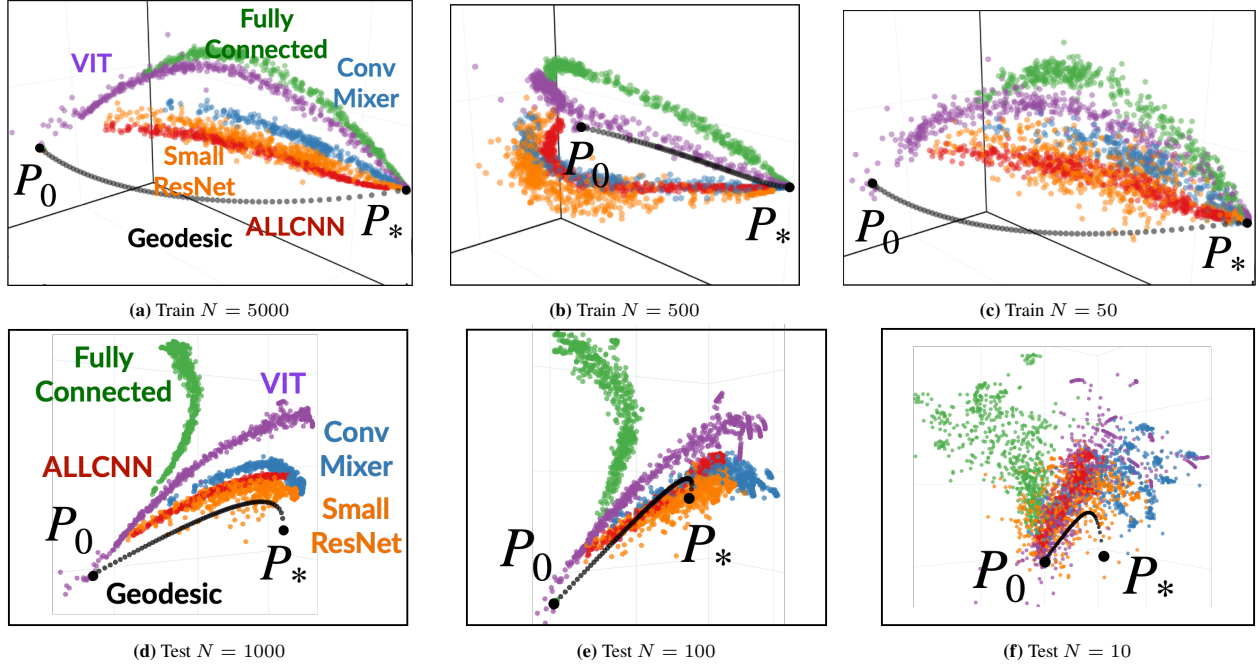 Fully
Connected
VIT
Conv
Mixer
Small
ResNet
P0
P*
Geodesic
ALLCNN
P0
P*
P0
P*
(a) Train N = 5000
(b) Train N = 500
(c) Train N = 50
Fully
Connected
VIT
Conv
Mixer
ALLCNN
Small
ResNet
P0
P*
Geodesic
P0
P*
P0
P*
(d) Test N = 1000
(e) Test N = 100
(f) Test N = 10